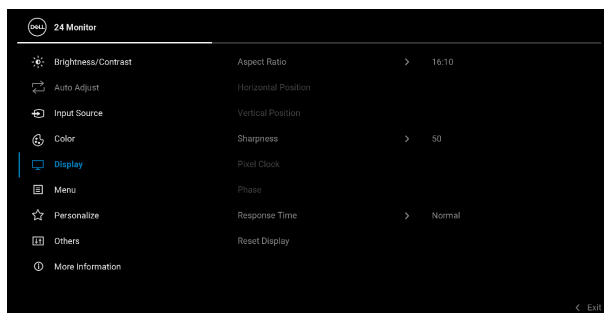 DELL 24 Monitor
Brightness/Contrast Aspect Ratio > 16:10
Auto Adjust Horizontal Position
Input Source Vertical Position
Color Sharpness > 50
Display Pixel Clock
Menu Phase
Personalize Response Time > Normal
Others Reset Display
More Information
< Exit